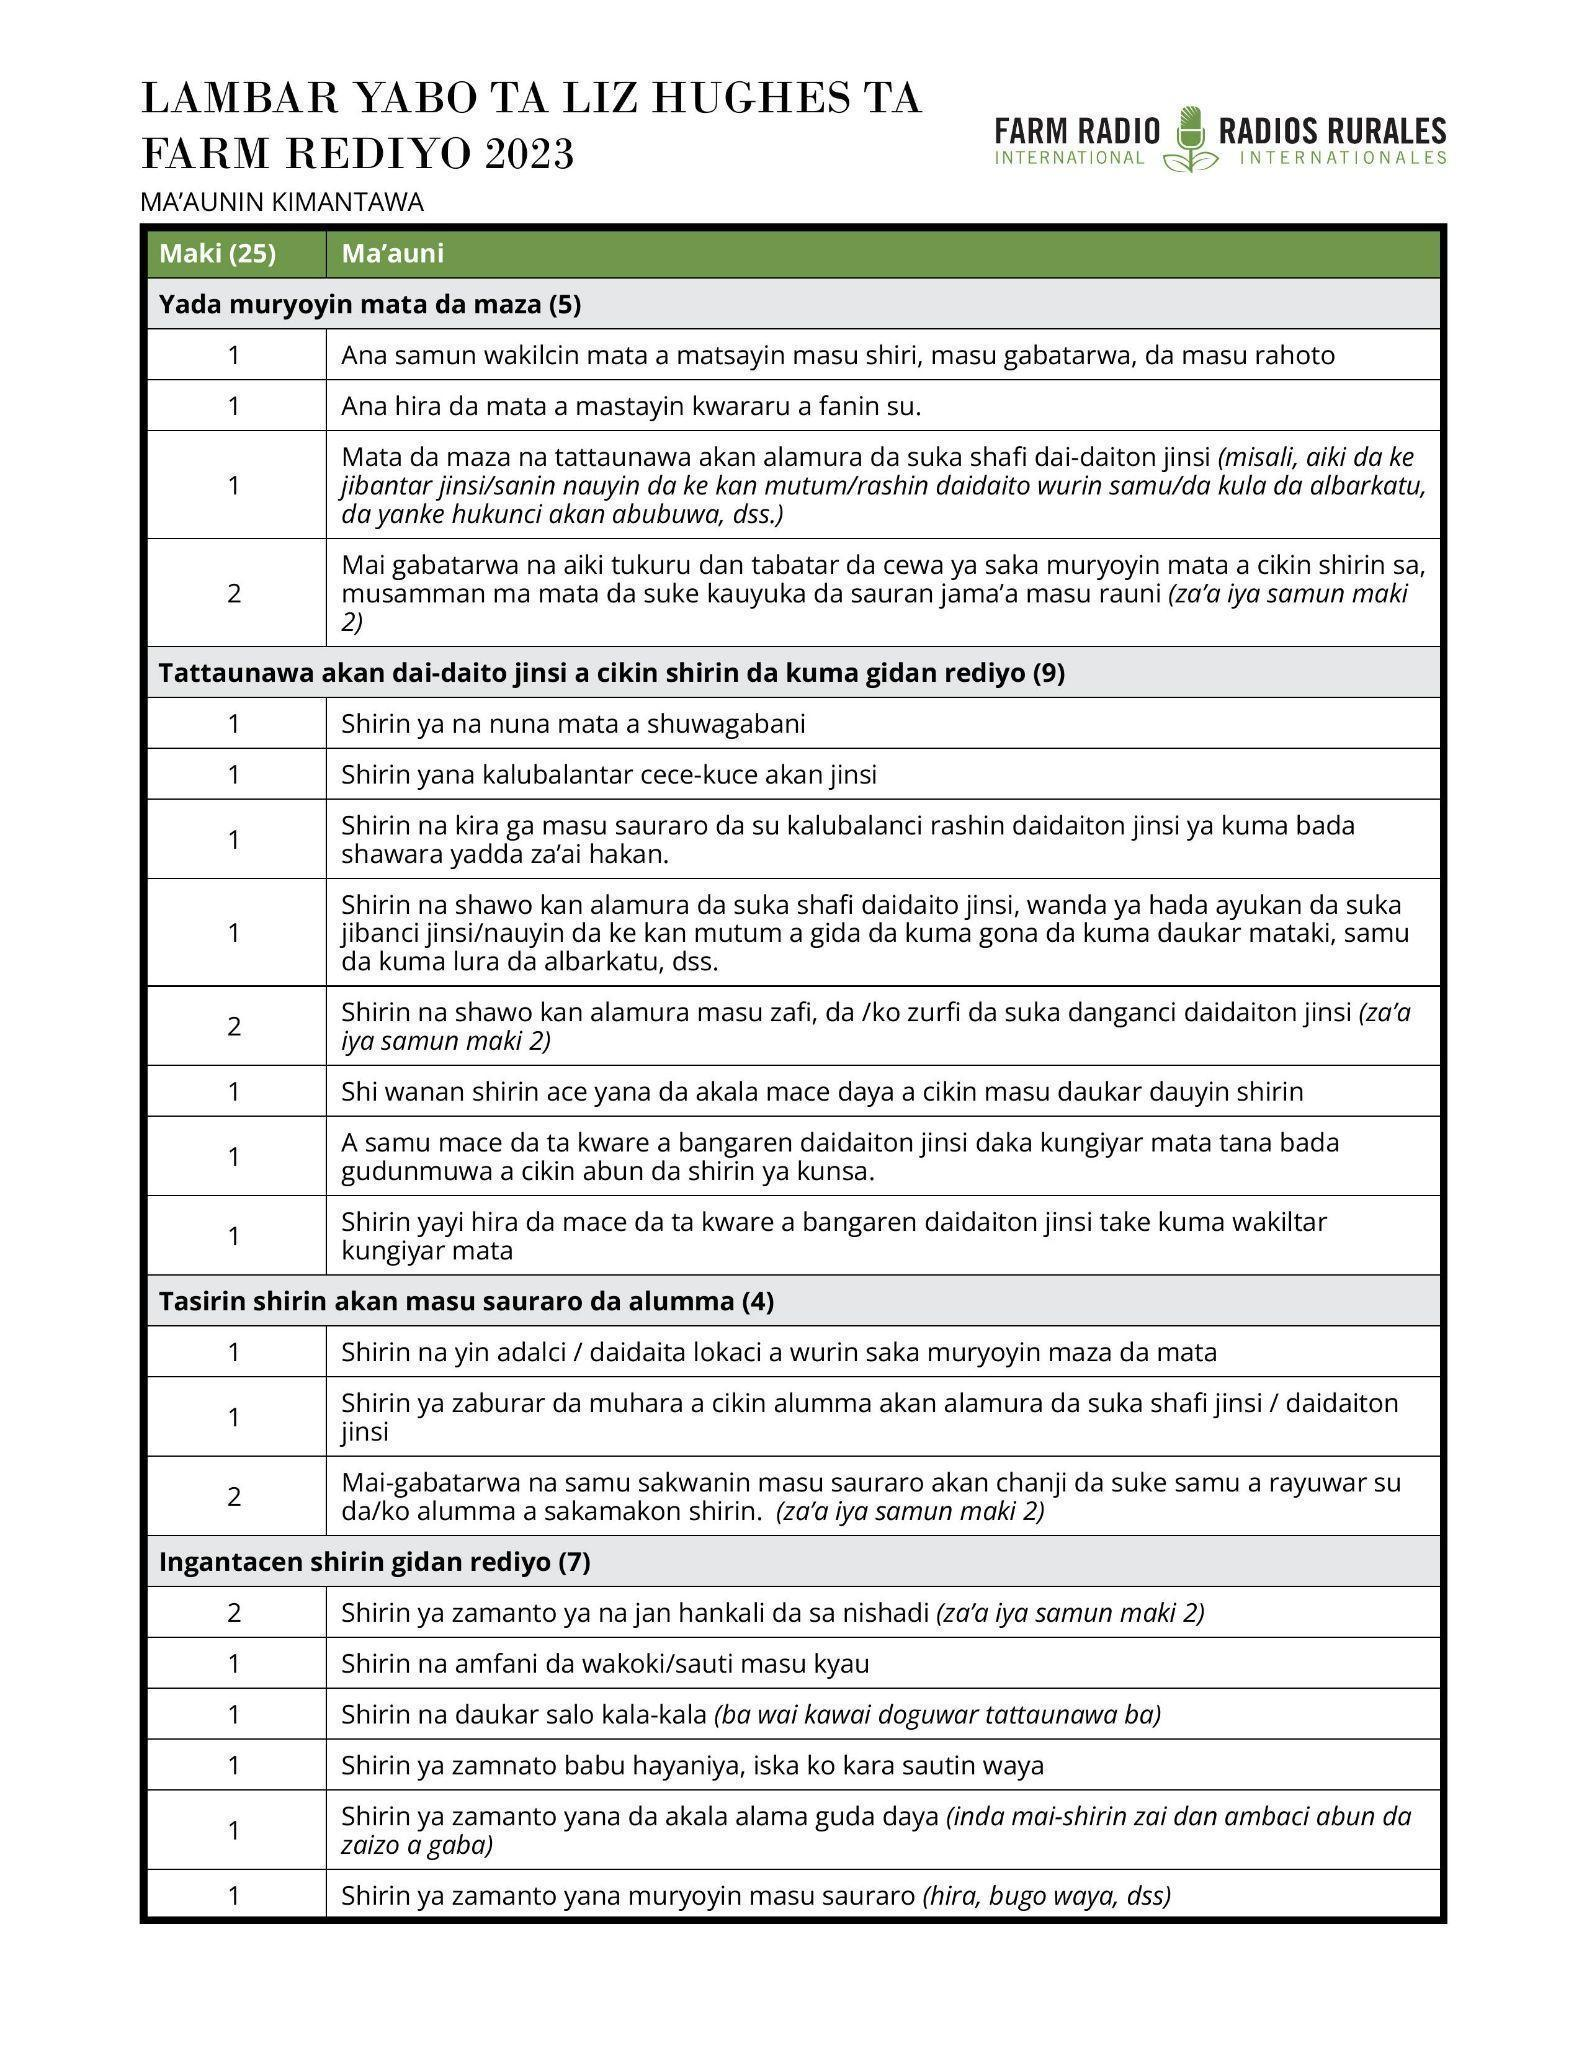 LAMBAR YABO TA LIZ HUGHES TA
FARM REDIYO 2023
FARM RADIO RADIOS RURALES
INTERNATIONAL INTERNATIONALES
MA’AUNIN KIMANTAWA
Maki (25) Ma’auni
Yada muryoyin mata da maza (5)
1 Ana samun wakilcin mata a matsayin masu shiri, masu gabatarwa, da masu rahoto
1 Ana hira da mata a mastayin kwararu a fanin su.
Mata da maza na tattaunawa akan alamura da suka shafi dai-daiton jinsi (misali, aiki da ke
1 jibantar jinsi/sanin nauyin da ke kan mutum/rashin daidaito wurin samu/da kula da albarkatu,
da yanke hukunci akan abubuwa, dss.)
Mai gabatarwa na aiki tukuru dan tabatar da cewa ya saka muryoyin mata a cikin shirin sa,
2 musamman ma mata da suke kauyuka da sauran jama’a masu rauni (za’a iya samun maki
2)
Tattaunawa akan dai-daito jinsi a cikin shirin da kuma gidan rediyo (9)
1 Shirin ya na nuna mata a shuwagabani
1 Shirin yana kalubalantar cece-kuce akan jinsi
1 Shirin na kira ga masu sauraro da su kalubalanci rashin daidaiton jinsi ya kuma bada
shawara yadda za’ai hakan.
Shirin na shawo kan alamura da suka shafi daidaito jinsi, wanda ya hada ayukan da suka
1 jibanci jinsi/nauyin da ke kan mutum a gida da kuma gona da kuma daukar mataki, samu
da kuma lura da albarkatu, dss.
2 Shirin na shawo kan alamura masu zafi, da /ko zurfi da suka danganci daidaiton jinsi (za’a
iya samun maki 2)
1 Shi wanan shirin ace yana da akala mace daya a cikin masu daukar dauyin shirin
1 A samu mace da ta kware a bangaren daidaiton jinsi daka kungiyar mata tana bada
gudunmuwa a cikin abun da shirin ya kunsa.
1 Shirin yayi hira da mace da ta kware a bangaren daidaiton jinsi take kuma wakiltar
kungiyar mata
Tasirin shirin akan masu sauraro da alumma (4)
1 Shirin na yin adalci / daidaita lokaci a wurin saka muryoyin maza da mata
1 Shirin ya zaburar da muhara a cikin alumma akan alamura da suka shafi jinsi / daidaiton
jinsi
2 Mai-gabatarwa na samu sakwanin masu sauraro akan chanji da suke samu a rayuwar su
da/ko alumma a sakamakon shirin. (za’a iya samun maki 2)
Ingantacen shirin gidan rediyo (7)
2 Shirin ya zamanto ya na jan hankali da sa nishadi (za’a iya samun maki 2)
1 Shirin na amfani da wakoki/sauti masu kyau
1 Shirin na daukar salo kala-kala (ba wai kawai doguwar tattaunawa ba)
1 Shirin ya zamnato babu hayaniya, iska ko kara sautin waya
1 Shirin ya zamanto yana da akala alama guda daya (inda mai-shirin zai dan ambaci abun da
zaizo a gaba)
1 Shirin ya zamanto yana muryoyin masu sauraro (hira, bugo waya, dss)